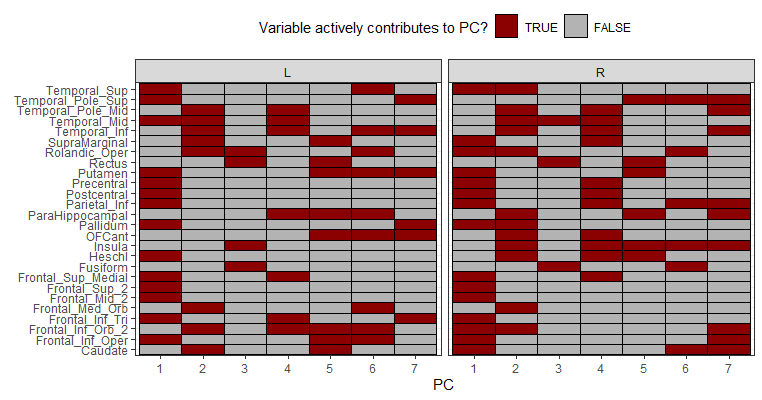 Variable actively contributes to PC? TRUE FALSE
L R
Temporal_Sup
Temporal_Pole_Sup
Temporal_Pole_Mid
Temporal_Mid
Temporal_Inf
SupraMarginal
Rolandic_Oper
Rectus
Putamen
Precentral
Postcentral
Parietal_Inf
ParaHippocampal
Pallidum
OFCant
Insula
Heschl
Fusiform
Frontal_Sup_Medial
Frontal_Sup_2
Frontal_Mid_2
Frontal_Med_Orb
Frontal_Inf_Tri
Frontal_Inf_Orb_2
Frontal_Inf_Oper
Caudate
1 2 3 4 5 6 7 1 2 3 4 5 6 7
PC